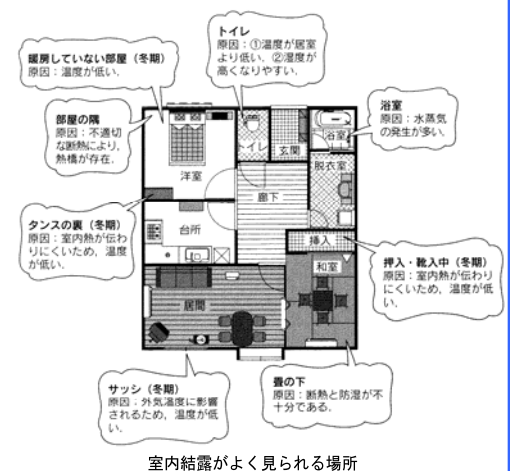 トイレ
原因：①温度が居室
より低い．②湿度が
高くなりやすい．
暖房していない部屋（冬期）
原因：温度が低い．
部屋の隅
原因：不適切
な断熱により，
熱橋が存在．
浴室
原因：水蒸気
の発生が多い．
浴室
トイレ
玄関
脱衣室
洋室
廊下
台所
挿入
和室
居間
タンスの裏（冬期）
原因：室内熱が伝わ
りにくいため，温度
が低い．
押入・靴入中（冬期）
原因：室内熱が伝わり
にくいため，温度が低
い．
サッシ（冬期）
原因：外気温度に影響
されるため，温度が低
い．
畳の下
原因：断熱と防湿が不
十分である．
室内結露がよく見られる場所